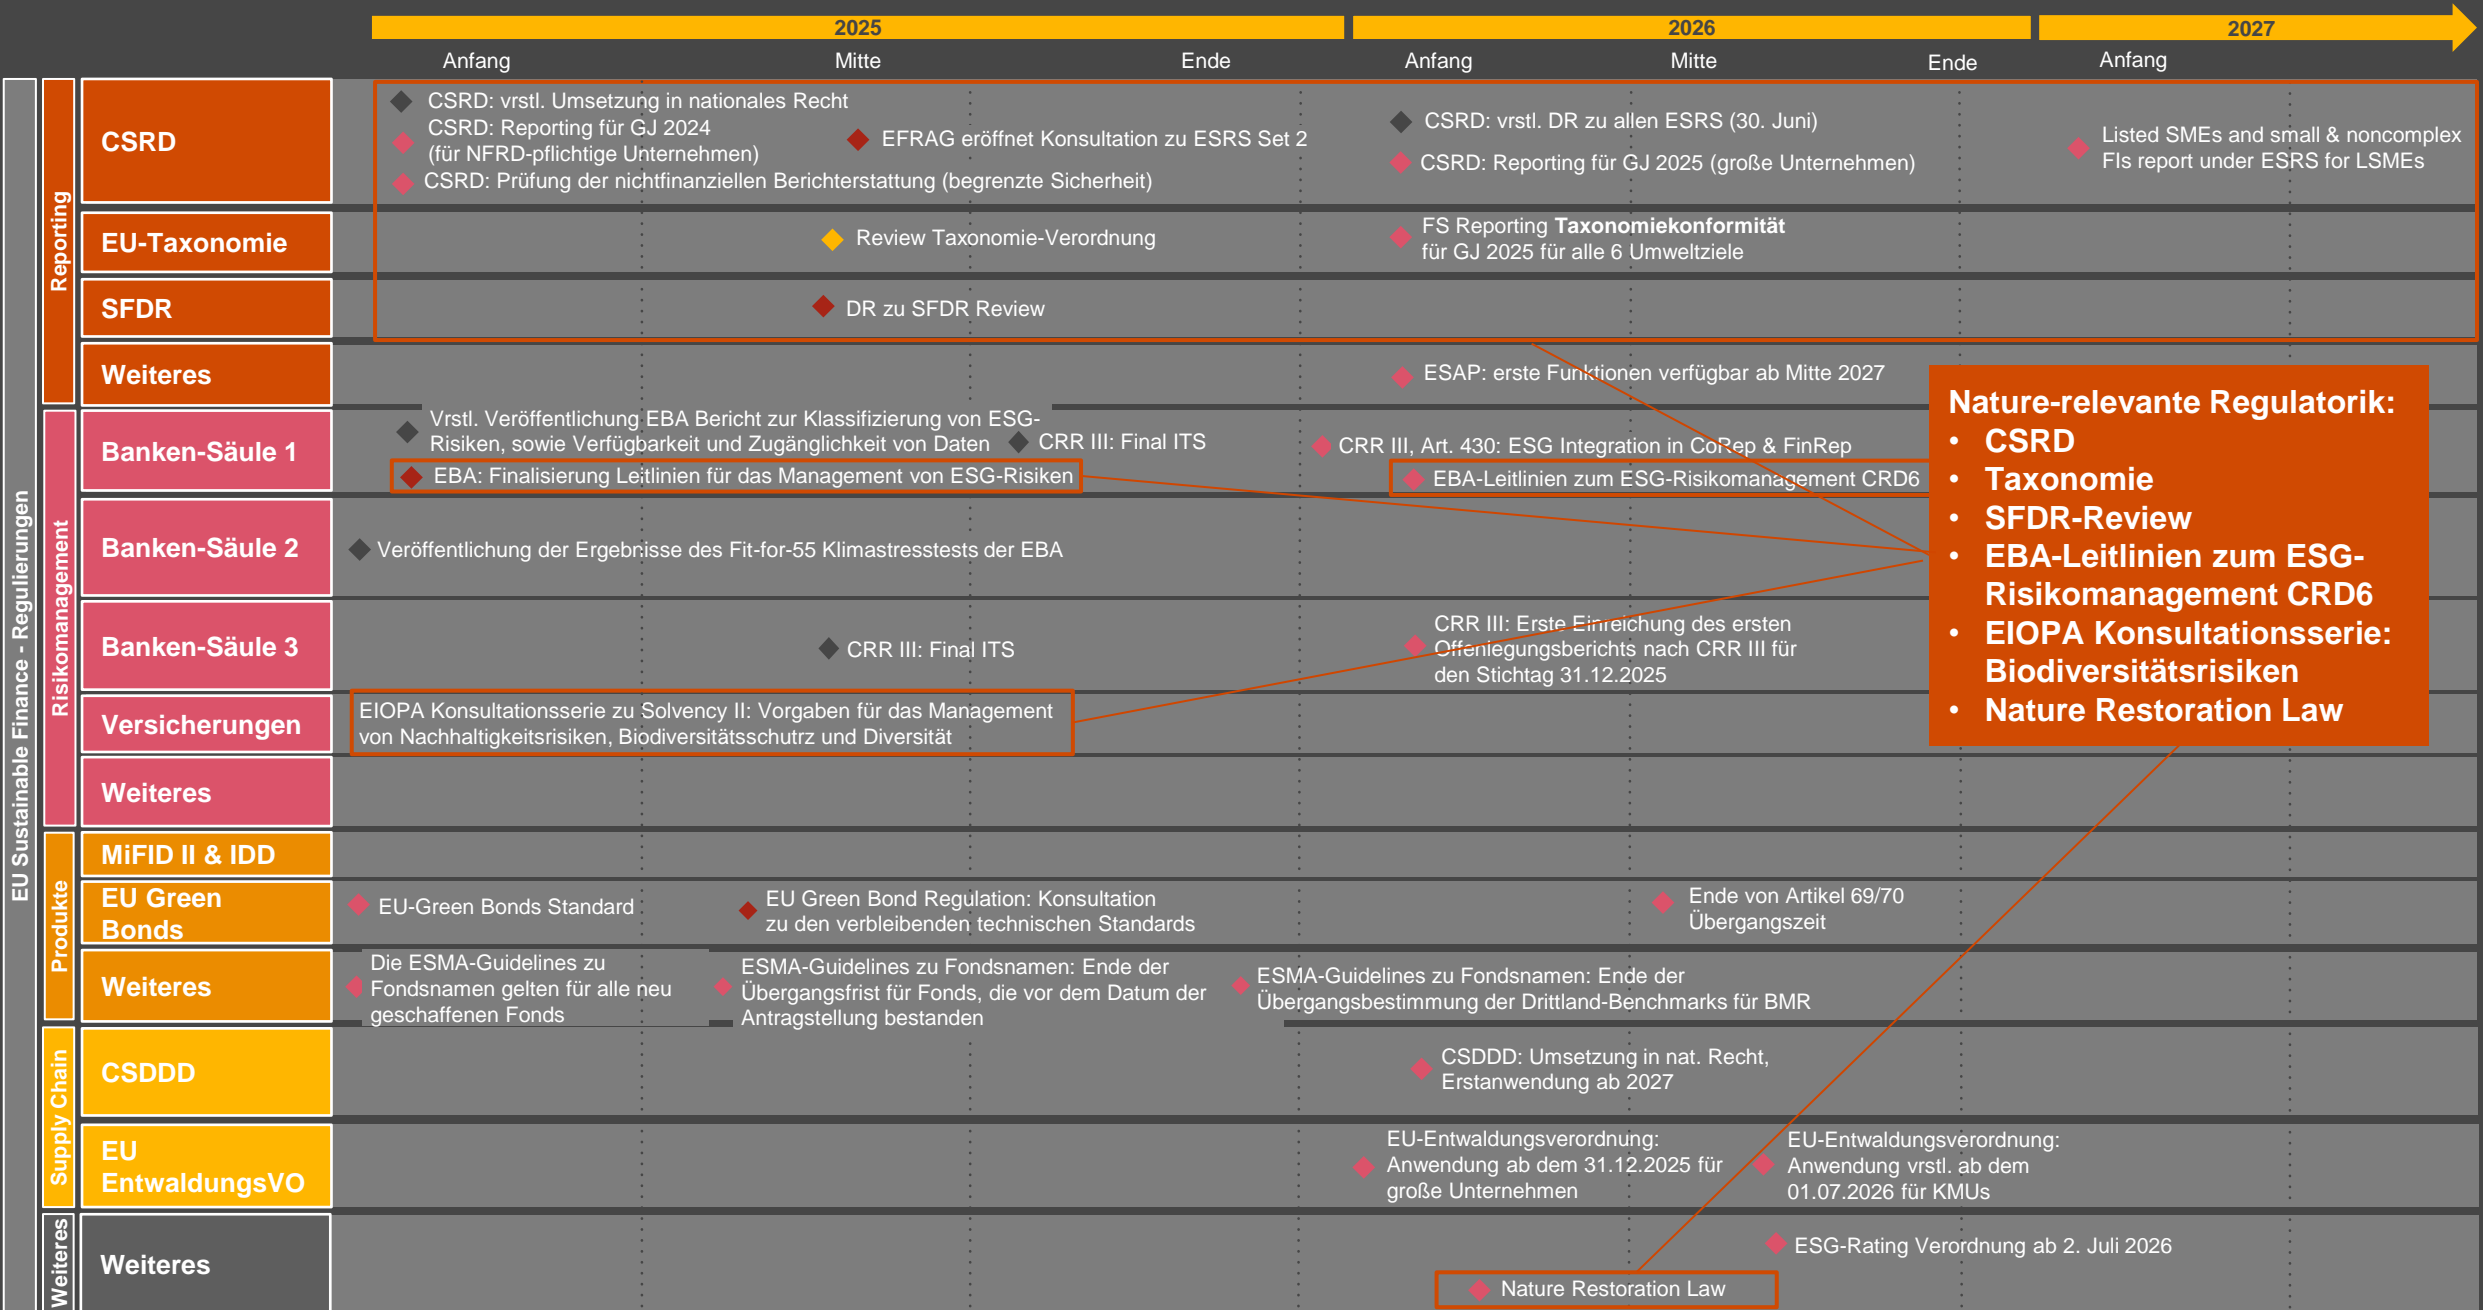 2025
2026
2027
Anfang
Mitte
Ende
Anfang
Mitte
Ende
Anfang
EU Sustainable Finance - Regulierungen
Reporting
CSRD
CSRD: vrstl. Umsetzung in nationales Recht
CSRD: Reporting für GJ 2024
(für NFRD-pflichtige Unternehmen)
CSRD: Prüfung der nichtfinanziellen Berichterstattung (begrenzte Sicherheit)
EFRAG eröffnet Konsultation zu ESRS Set 2
CSRD: vrstl. DR zu allen ESRS (30. Juni)
CSRD: Reporting für GJ 2025 (große Unternehmen)
Listed SMEs and small & noncomplex
FIs report under ESRS for LSMEs
EU-Taxonomie
Review Taxonomie-Verordnung
FS Reporting Taxonomiekonformität
für GJ 2025 für alle 6 Umweltziele
SFDR
DR zu SFDR Review
Weiteres
ESAP: erste Funktionen verfügbar ab Mitte 2027
Risikomanagement
Banken-Säule 1
Vrstl. Veröffentlichung EBA Bericht zur Klassifizierung von ESG-
Risiken, sowie Verfügbarkeit und Zugänglichkeit von Daten
CRR III: Final ITS
EBA: Finalisierung Leitlinien für das Management von ESG-Risiken
CRR III, Art. 430: ESG Integration in CoRep & FinRep
EBA-Leitlinien zum ESG-Risikomanagement CRD6
Banken-Säule 2
Veröffentlichung der Ergebnisse des Fit-for-55 Klimastresstests der EBA
Banken-Säule 3
CRR III: Final ITS
CRR III: Erste Einreichung des ersten
Offenlegungsberichts nach CRR III für
den Stichtag 31.12.2025
Versicherungen
EIOPA Konsultationsserie zu Solvency II: Vorgaben für das Management
von Nachhaltigkeitsrisiken, Biodiversitätsschutrz und Diversität
Weiteres
Nature-relevante Regulatorik:
• CSRD
• Taxonomie
• SFDR-Review
• EBA-Leitlinien zum ESG-
Risikomanagement CRD6
• EIOPA Konsultationsserie:
Biodiversitätsrisiken
• Nature Restoration Law
Produkte
MiFID II & IDD
EU Green
Bonds
EU-Green Bonds Standard
EU Green Bond Regulation: Konsultation
zu den verbleibenden technischen Standards
Ende von Artikel 69/70
Übergangszeit
Weiteres
Die ESMA-Guidelines zu
Fondsnamen gelten für alle neu
geschaffenen Fonds
ESMA-Guidelines zu Fondsnamen: Ende der
Übergangsfrist für Fonds, die vor dem Datum der
Antragstellung bestanden
ESMA-Guidelines zu Fondsnamen: Ende der
Übergangsbestimmung der Drittland-Benchmarks für BMR
Supply Chain
CSDDD
CSDDD: Umsetzung in nat. Recht,
Erstanwendung ab 2027
EU
EntwaldungsVO
EU-Entwaldungsverordnung:
Anwendung ab dem 31.12.2025 für
große Unternehmen
EU-Entwaldungsverordnung:
Anwendung vrstl. ab dem
01.07.2026 für KMUs
Weiteres
Weiteres
ESG-Rating Verordnung ab 2. Juli 2026
Nature Restoration Law